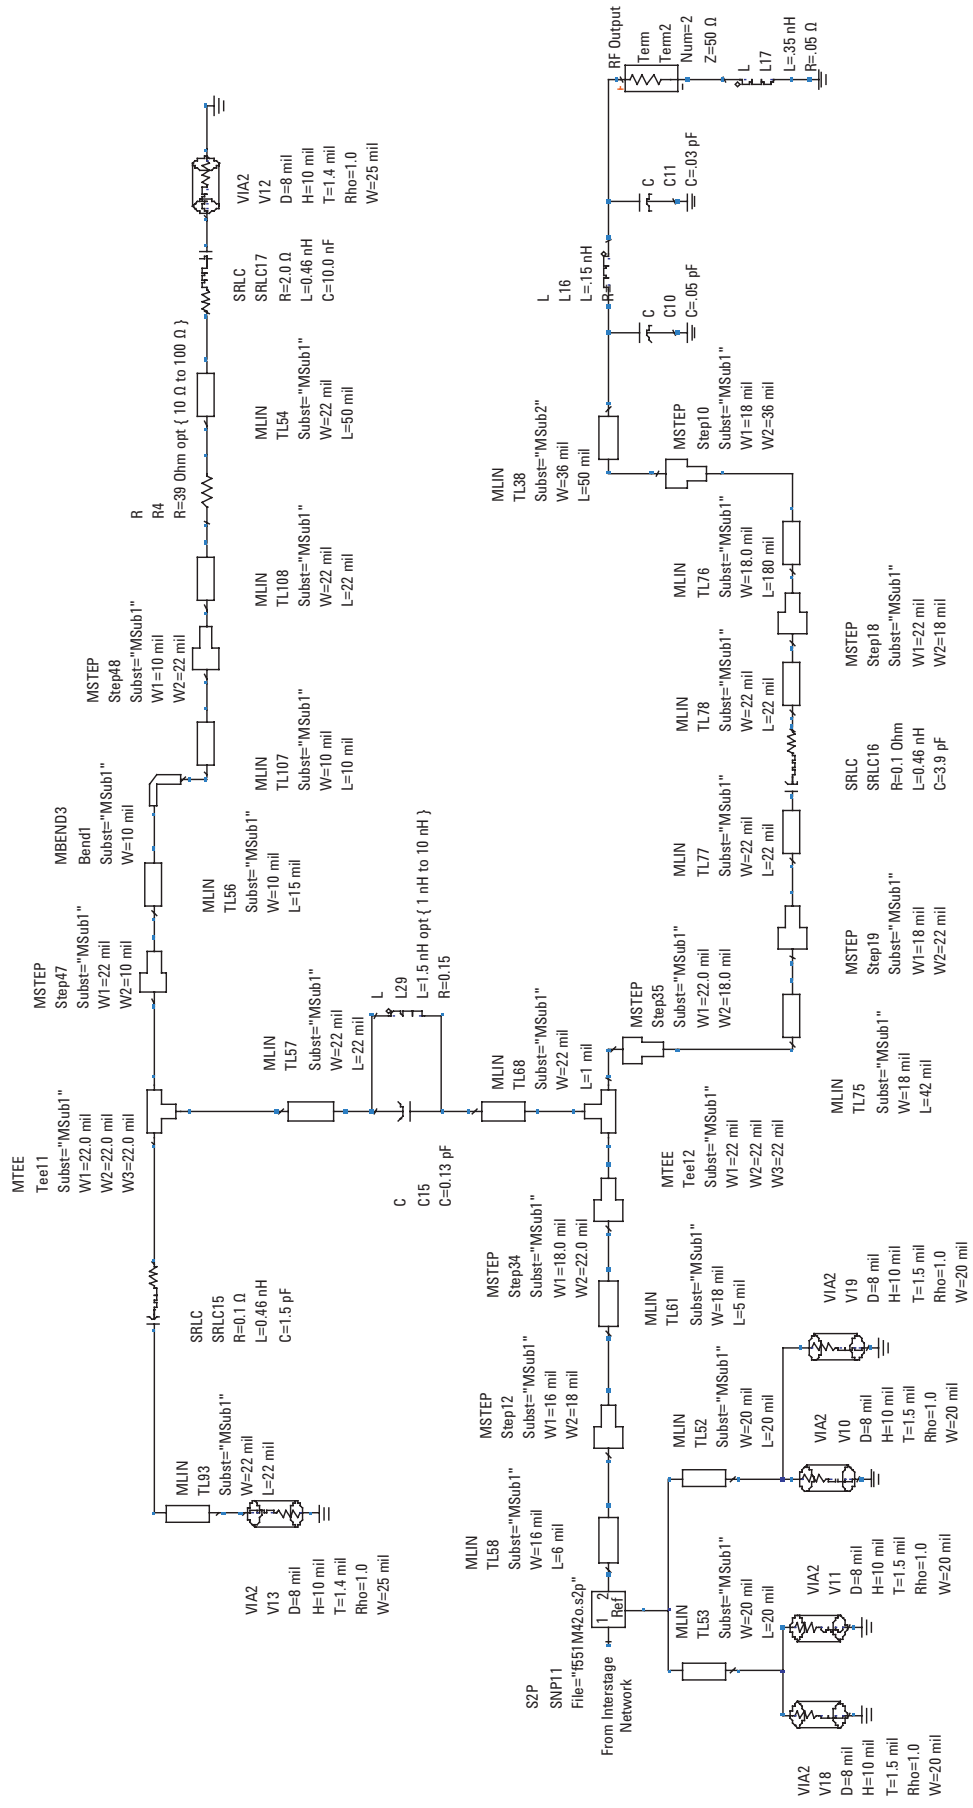 RF Output
Term
Term2
Num=2
Z=50 Ω
L
L17
L=.35 nH
R=.05 Ω
VIA2
V12
D=8 mil
H=10 mil
T=1.4 mil
Rho=1.0
W=25 mil
SRLC
SRLC17
R=2.0 Ω
L=0.46 nH
C=10.0 nF
C
C11
C=.03 pF
L
L16
L=.15 nH
R=
C
C10
C=.05 pF
MLIN
TL54
Subst="MSub1"
W=22 mil
L=50 mil
R
R4
R=39 Ohm opt { 10 Ω to 100 Ω }
MLIN
TL38
Subst="MSub2"
W=36 mil
L=50 mil
MSTEP
Step10
Subst="MSub1"
W1=18 mil
W2=36 mil
MLIN
TL108
Subst="MSub1"
W=22 mil
L=22 mil
MSTEP
Step48
Subst="MSub1"
W1=10 mil
W2=22 mil
MLIN
TL107
Subst="MSub1"
W=10 mil
L=10 mil
MLIN
TL76
Subst="MSub1"
W=18.0 mil
L=180 mil
MSTEP
Step18
Subst="MSub1"
W1=22 mil
W2=18 mil
MLIN
TL78
Subst="MSub1"
W=22 mil
L=22 mil
SRLC
SRLC16
R=0.1 Ohm
L=0.46 nH
C=3.9 pF
MBEND3
Bend1
Subst="MSub1"
W=10 mil
MLIN
TL56
Subst="MSub1"
W=10 mil
L=15 mil
MLIN
TL77
Subst="MSub1"
W=22 mil
L=22 mil
MSTEP
Step47
Subst="MSub1"
W1=22 mil
W2=10 mil
MLIN
TL57
Subst="MSub1"
W=22 mil
L=22 mil
L
L29
L=1.5 nH opt { 1 nH to 10 nH }
R=0.15
MSTEP
Step19
Subst="MSub1"
W1=18 mil
W2=22 mil
MSTEP
Step35
Subst="MSub1"
W1=22.0 mil
W2=18.0 mil
MLIN
TL68
Subst="MSub1"
W=22 mil
L=1 mil
MLIN
TL75
Subst="MSub1"
W=18 mil
L=42 mil
MTEE
Tee11
Subst="MSub1"
W1=22.0 mil
W2=22.0 mil
W3=22.0 mil
C
C15
C=0.13 pF
MTEE
Tee12
Subst="MSub1"
W1=22 mil
W2=22 mil
W3=22 mil
SRLC
SRLC15
R=0.1 Ω
L=0.46 nH
C=1.5 pF
MSTEP
Step34
Subst="MSub1"
W1=18.0 mil
W2=22.0 mil
MLIN
TL61
Subst="MSub1"
W=18 mil
L=5 mil
MSTEP
Step12
Subst="MSub1"
W1=16 mil
W2=18 mil
MLIN
TL93
Subst="MSub1"
W=22 mil
L=22 mil
VIA2
V13
D=8 mil
H=10 mil
T=1.4 mil
Rho=1.0
W=25 mil
MLIN
TL58
Subst="MSub1"
W=16 mil
L=6 mil
MLIN
TL52
Subst="MSub1"
W=20 mil
L=20 mil
VIA2
V19
D=8 mil
H=10 mil
T=1.5 mil
Rho=1.0
W=20 mil
VIA2
V10
D=8 mil
H=10 mil
T=1.5 mil
Rho=1.0
W=20 mil
S2P
SNP11
File="f551M42o.s2p"
1 2
Ref
From Interstage
Network
MLIN
TL53
Subst="MSub1"
W=20 mil
L=20 mil
VIA2
V11
D=8 mil
H=10 mil
T=1.5 mil
Rho=1.0
W=20 mil
VIA2
V18
D=8 mil
H=10 mil
T=1.5 mil
Rho=1.0
W=20 mil